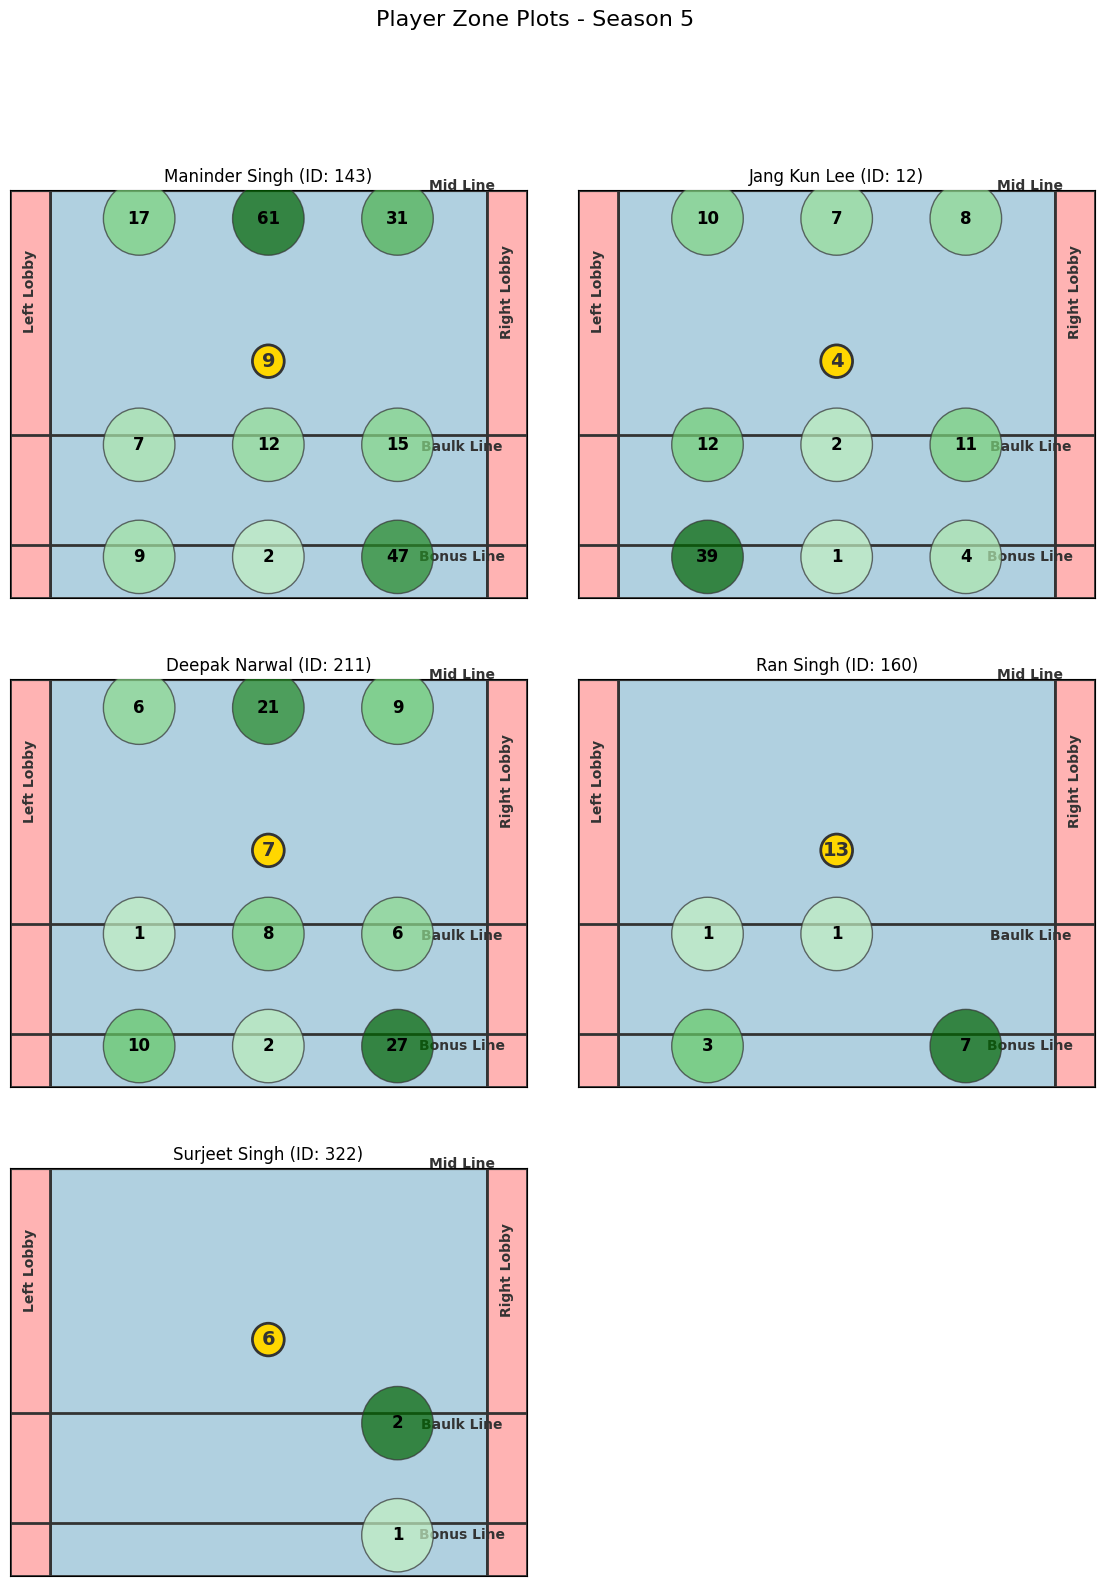 Player Zone Plots - Season 5
Maninder Singh (ID: 143)
Mid Line
17 61 31
Left Lobby
Right Lobby
9
7 12 15 Baulk Line
9 2 47 Bonus Line
Jang Kun Lee (ID: 12)
Mid Line
10 7 8
Left Lobby
Right Lobby
4
12 2 11 Baulk Line
39 1 4 Bonus Line
Deepak Narwal (ID: 211)
Mid Line
6 21 9
Left Lobby
Right Lobby
7
1 8 6 Baulk Line
10 2 27 Bonus Line
Ran Singh (ID: 160)
Mid Line
Left Lobby
Right Lobby
13
1 1 Baulk Line
3 7 Bonus Line
Surjeet Singh (ID: 322)
Mid Line
Left Lobby
Right Lobby
6
2 Baulk Line
1 Bonus Line